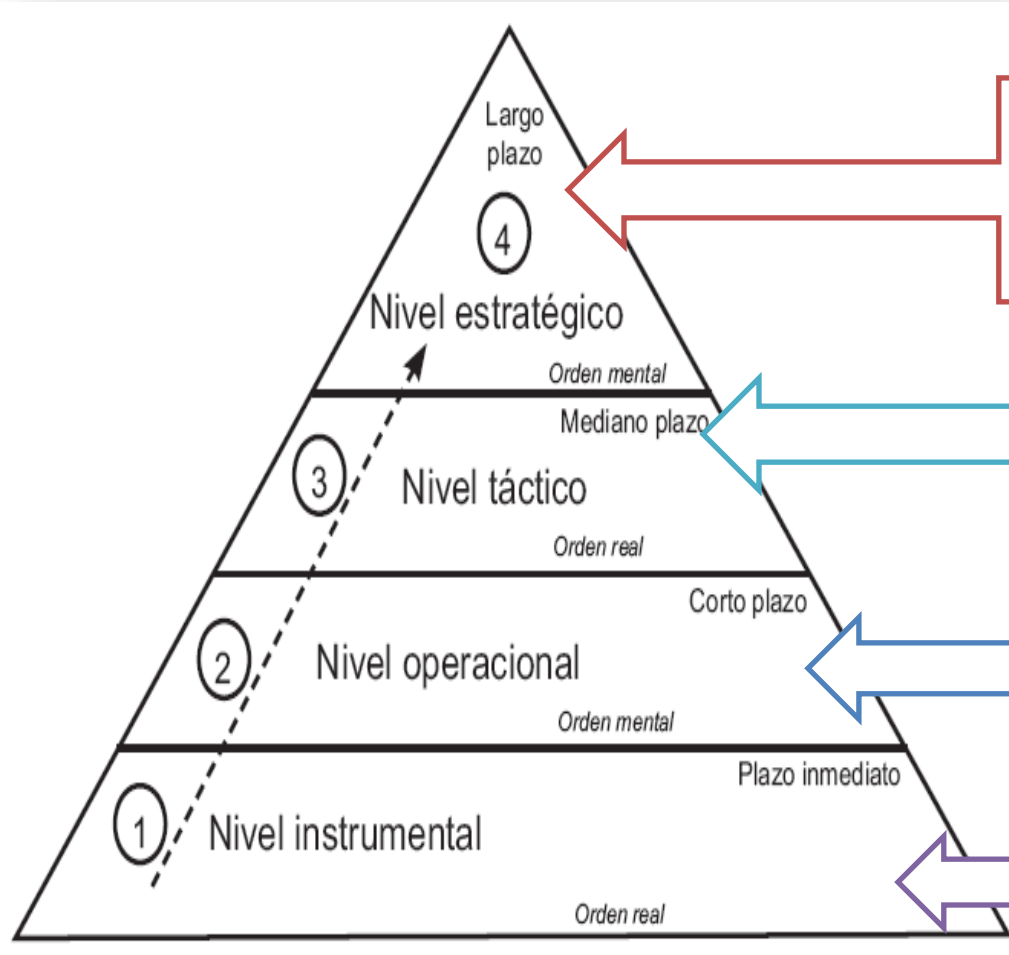 Largo
plazo
4
Nivel estratégico
Orden mental
Mediano plazo
3
Nivel táctico
Orden real
Corto plazo
2
Nivel operacional
Orden mental
Plazo inmediato
1
Nivel instrumental
Orden real